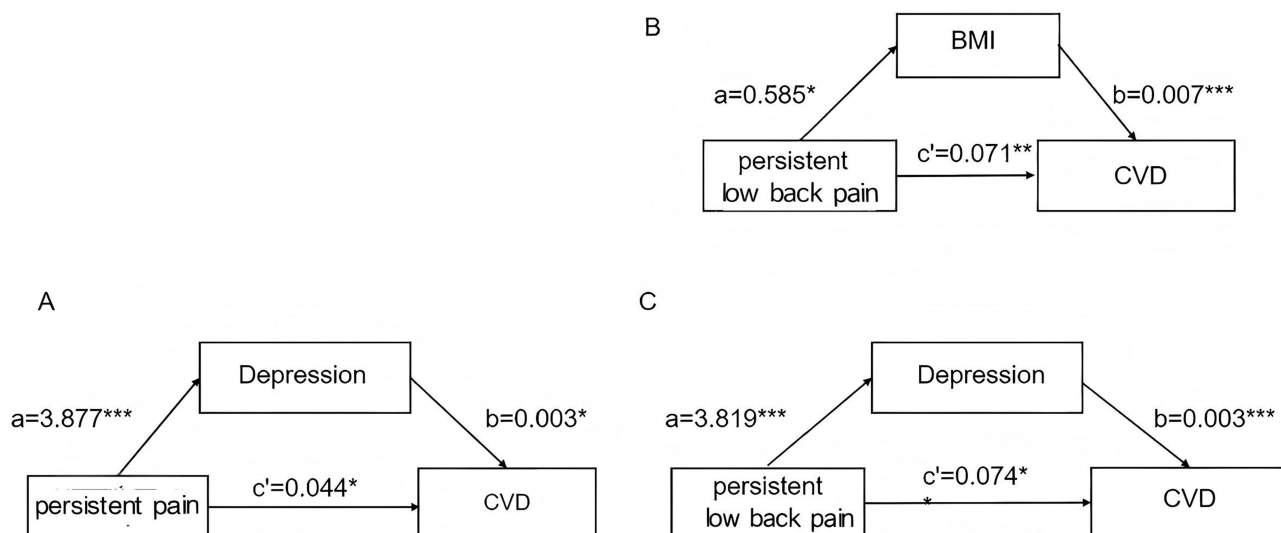 B
BMI
a=0.585*
b=0.007***
persistent
low back pain
c'=0.071**
CVD
A
Depression
a=3.877***
b=0.003*
persistent pain
c'=0.044*
CVD
C
Depression
a=3.819***
b=0.003***
persistent
low back pain
c'=0.074*
*
CVD